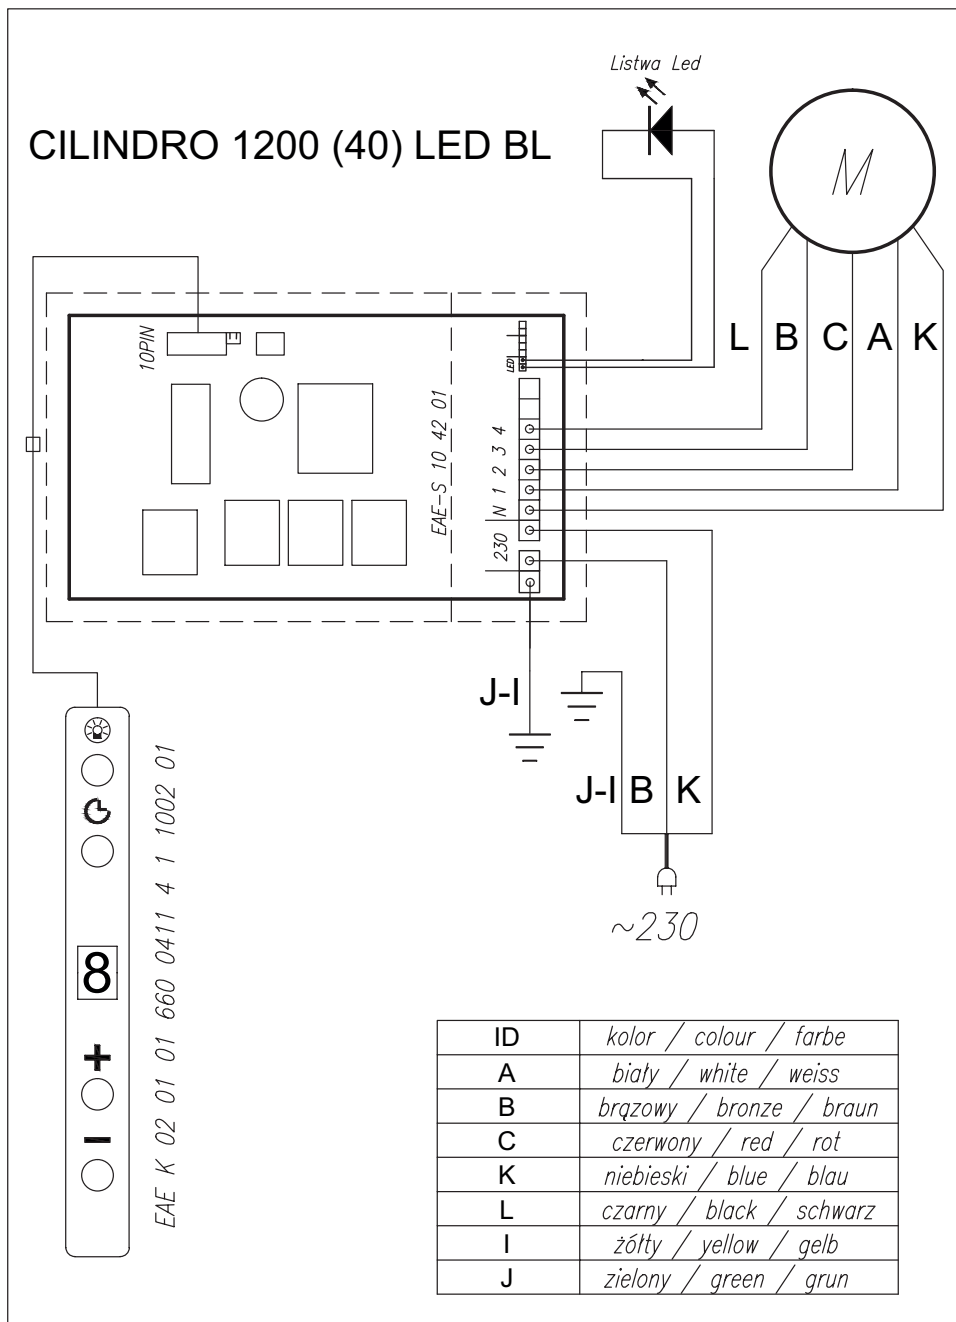 Listwa Led
CILINDRO 1200 (40) LED BL
M
L B C A K
10PIN
LED
EAE-S 10 42 01
230 N 1 2 3 4
J-I
J-I B K
~230
8
+
−
EAE K 02 01 01 660 0411 4 1 1002 01
ID kolor / colour / farbe
A biały / white / weiss
B brązowy / bronze / braun
C czerwony / red / rot
K niebieski / blue / blau
L czarny / black / schwarz
I żółty / yellow / gelb
J zielony / green / grun